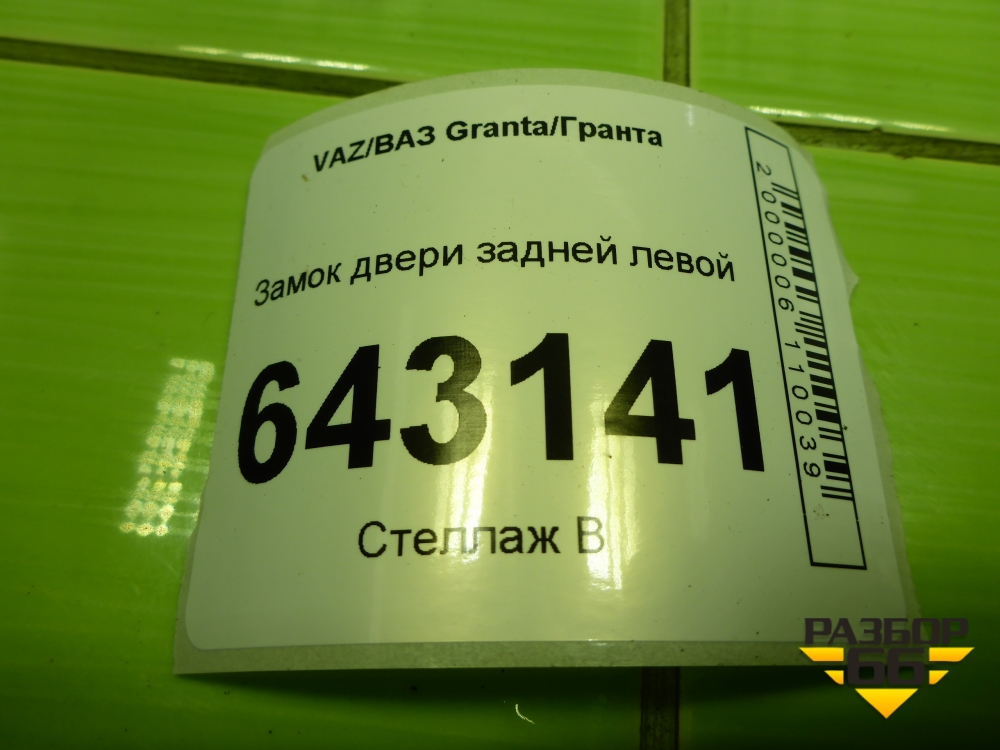 VAZ/ВАЗ Granta/Гранта
Замок двери задней левой
643141
Стеллаж В
2000006110039
РАЗБОР
66